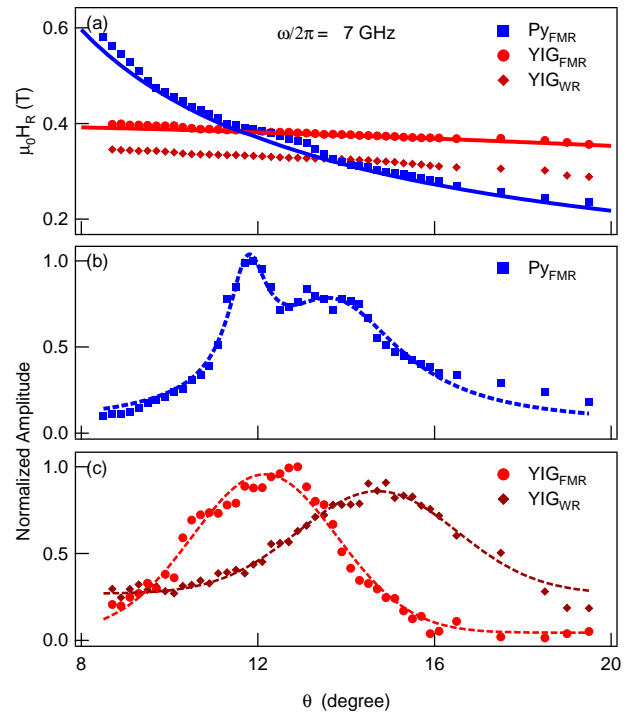 (a)
ω/2π = 7 GHz
Py_FMR
YIG_FMR
YIG_WR
0.6
0.4
0.2
μ₀H_R (T)
(b)
Py_FMR
1.0
0.5
0.0
Normalized Amplitude
(c)
YIG_FMR
YIG_WR
1.0
0.5
0.0
8
12
16
20
θ (degree)